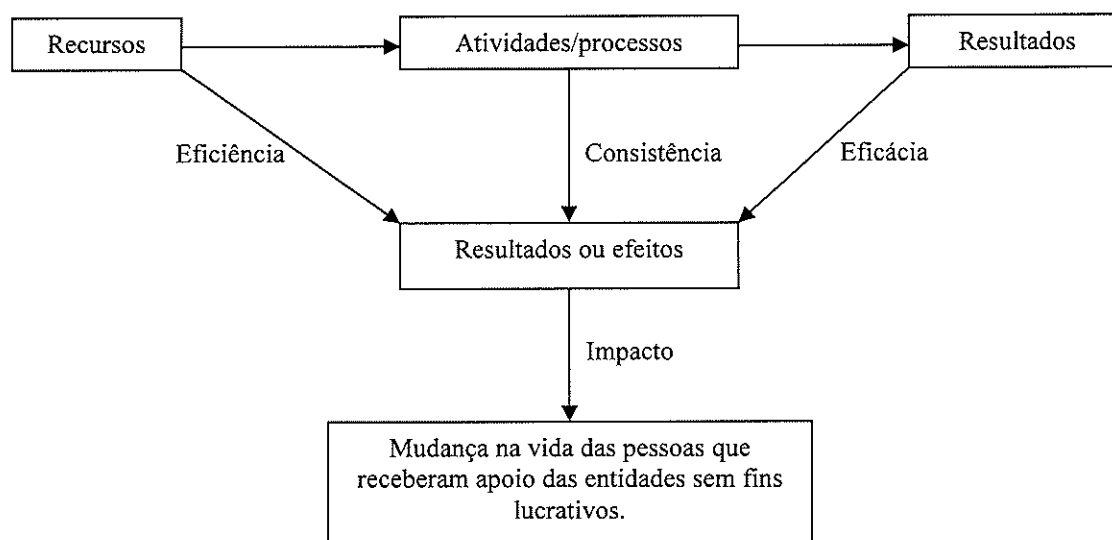 Recursos
Atividades/processos
Resultados
Eficiência
Consistência
Eficácia
Resultados ou efeitos
Impacto
Mudança na vida das pessoas que
receberam apoio das entidades sem fins
lucrativos.